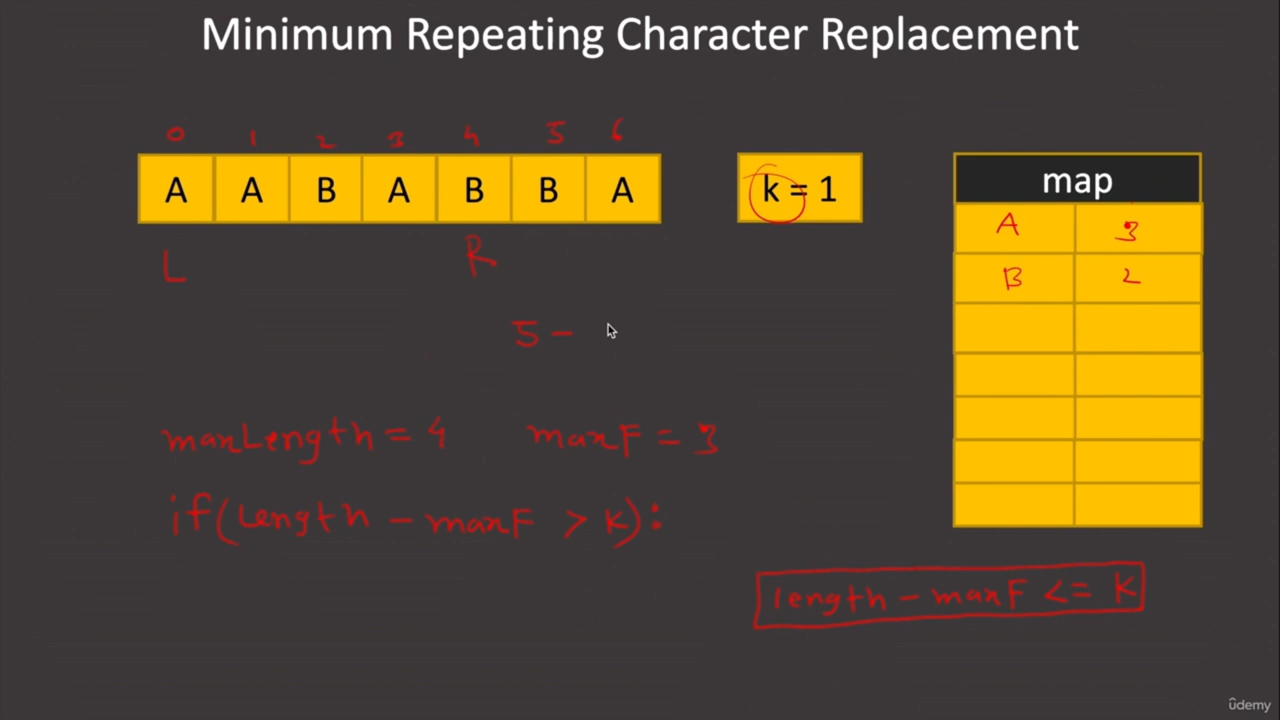 Minimum Repeating Character Replacement
0 1 2 3 4 5 6
A A B A B B A
k = 1
map
A 3
B 2
L R
5 -
maxLength = 4 maxF = 3
if(Length - maxF > K):
length - maxF <= K
ûdemy